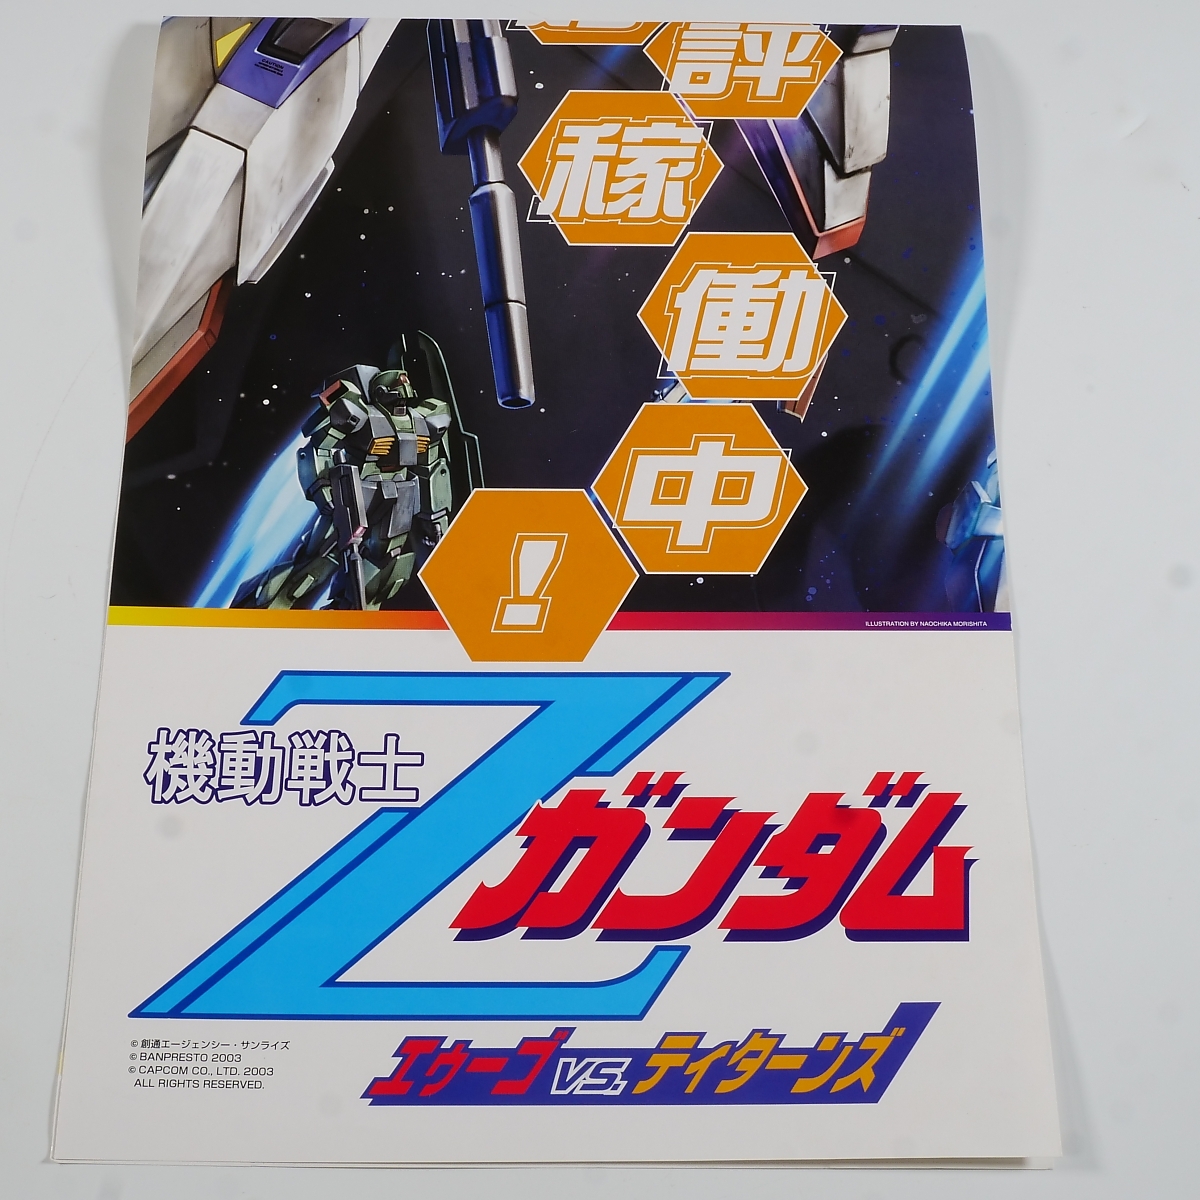 CAUTION
評
稼
働
中
!
ILLUSTRATION BY NAOCHIKA MORISHITA
機動戦士
Z
ガンダム
エゥーゴ VS. ティターンズ
© 創通エージェンシー・サンライズ
© BANPRESTO 2003
© CAPCOM CO., LTD. 2003
ALL RIGHTS RESERVED.